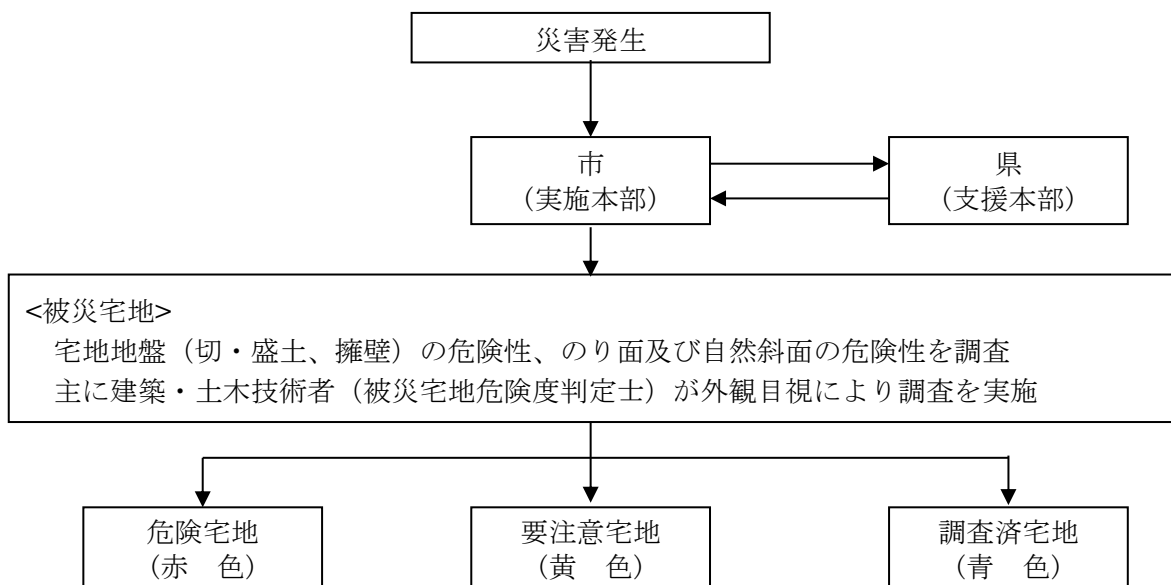 災害発生
市
（実施本部）
県
（支援本部）
<被災宅地>
宅地地盤（切・盛土、擁壁）の危険性、のり面及び自然斜面の危険性を調査
主に建築・土木技術者（被災宅地危険度判定士）が外観目視により調査を実施
危険宅地
（赤　色）
要注意宅地
（黄　色）
調査済宅地
（青　色）